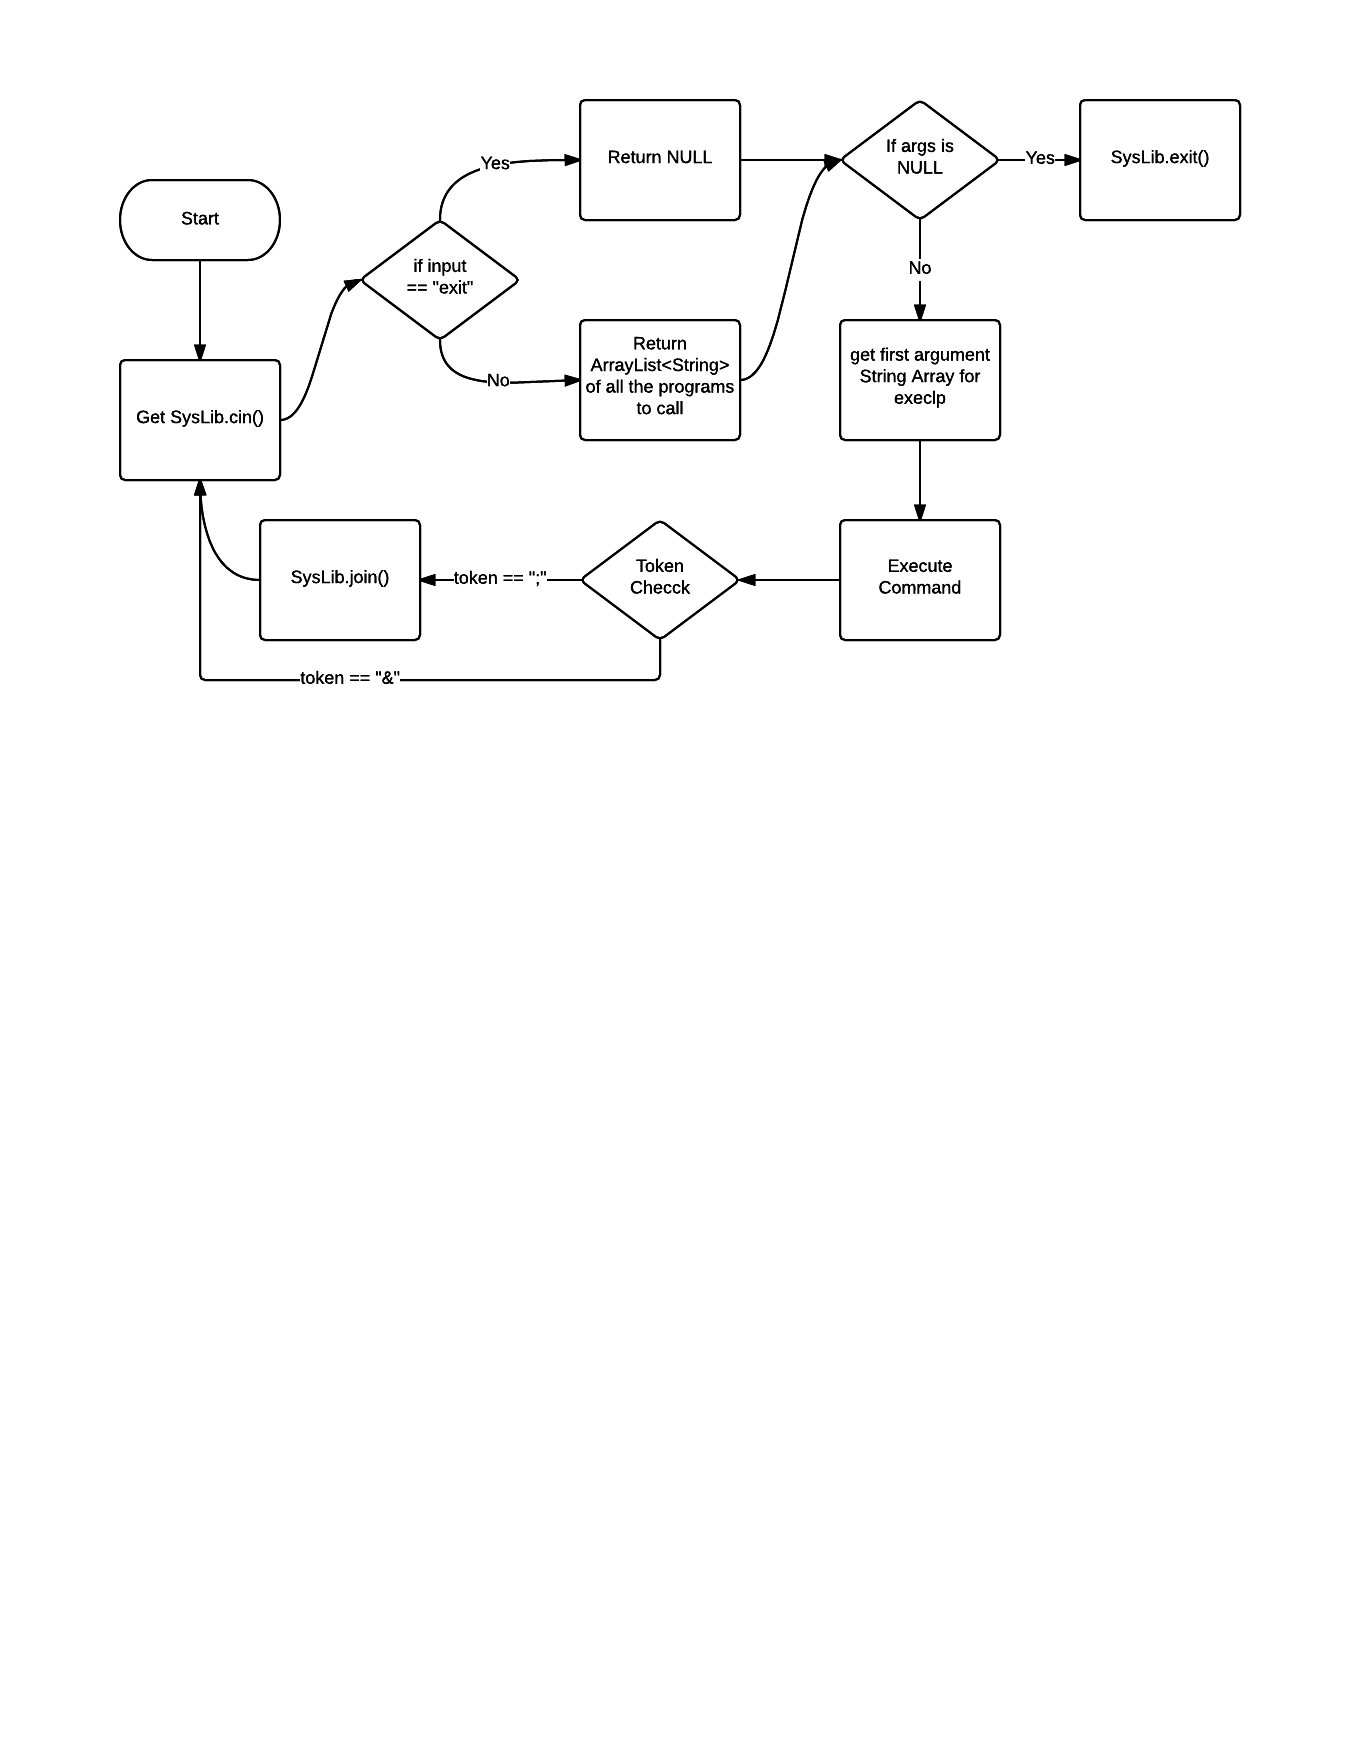 Start
Get SysLib.cin()
if input
== "exit"
Yes
No
Return NULL
Return
ArrayList<String>
of all the programs
to call
If args is
NULL
Yes
SysLib.exit()
No
get first argument
String Array for
execlp
Execute
Command
Token
Checck
token == ";"
SysLib.join()
token == "&"